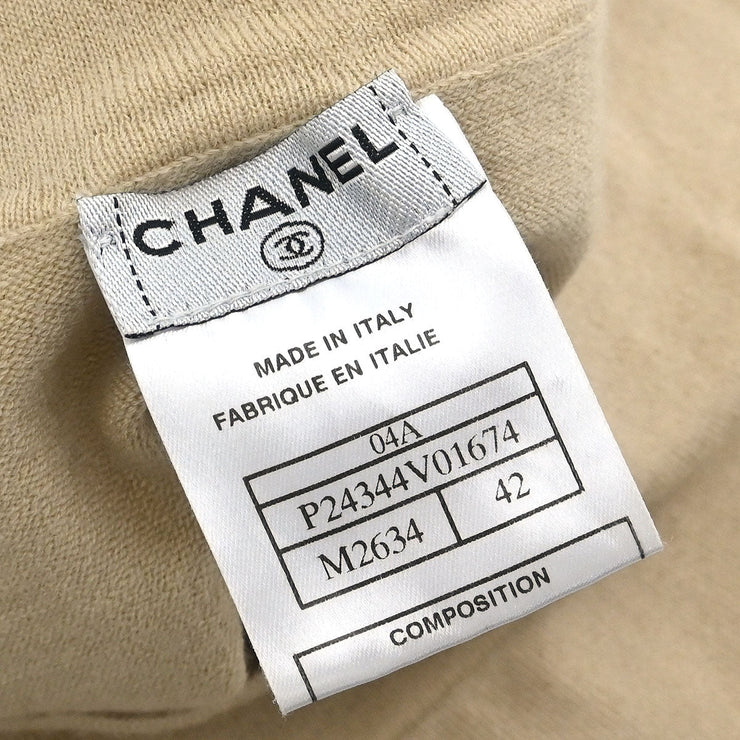 CHANEL
MADE IN ITALY
FABRIQUE EN ITALIE
04A
P24344V01674
M2634 42
COMPOSITION